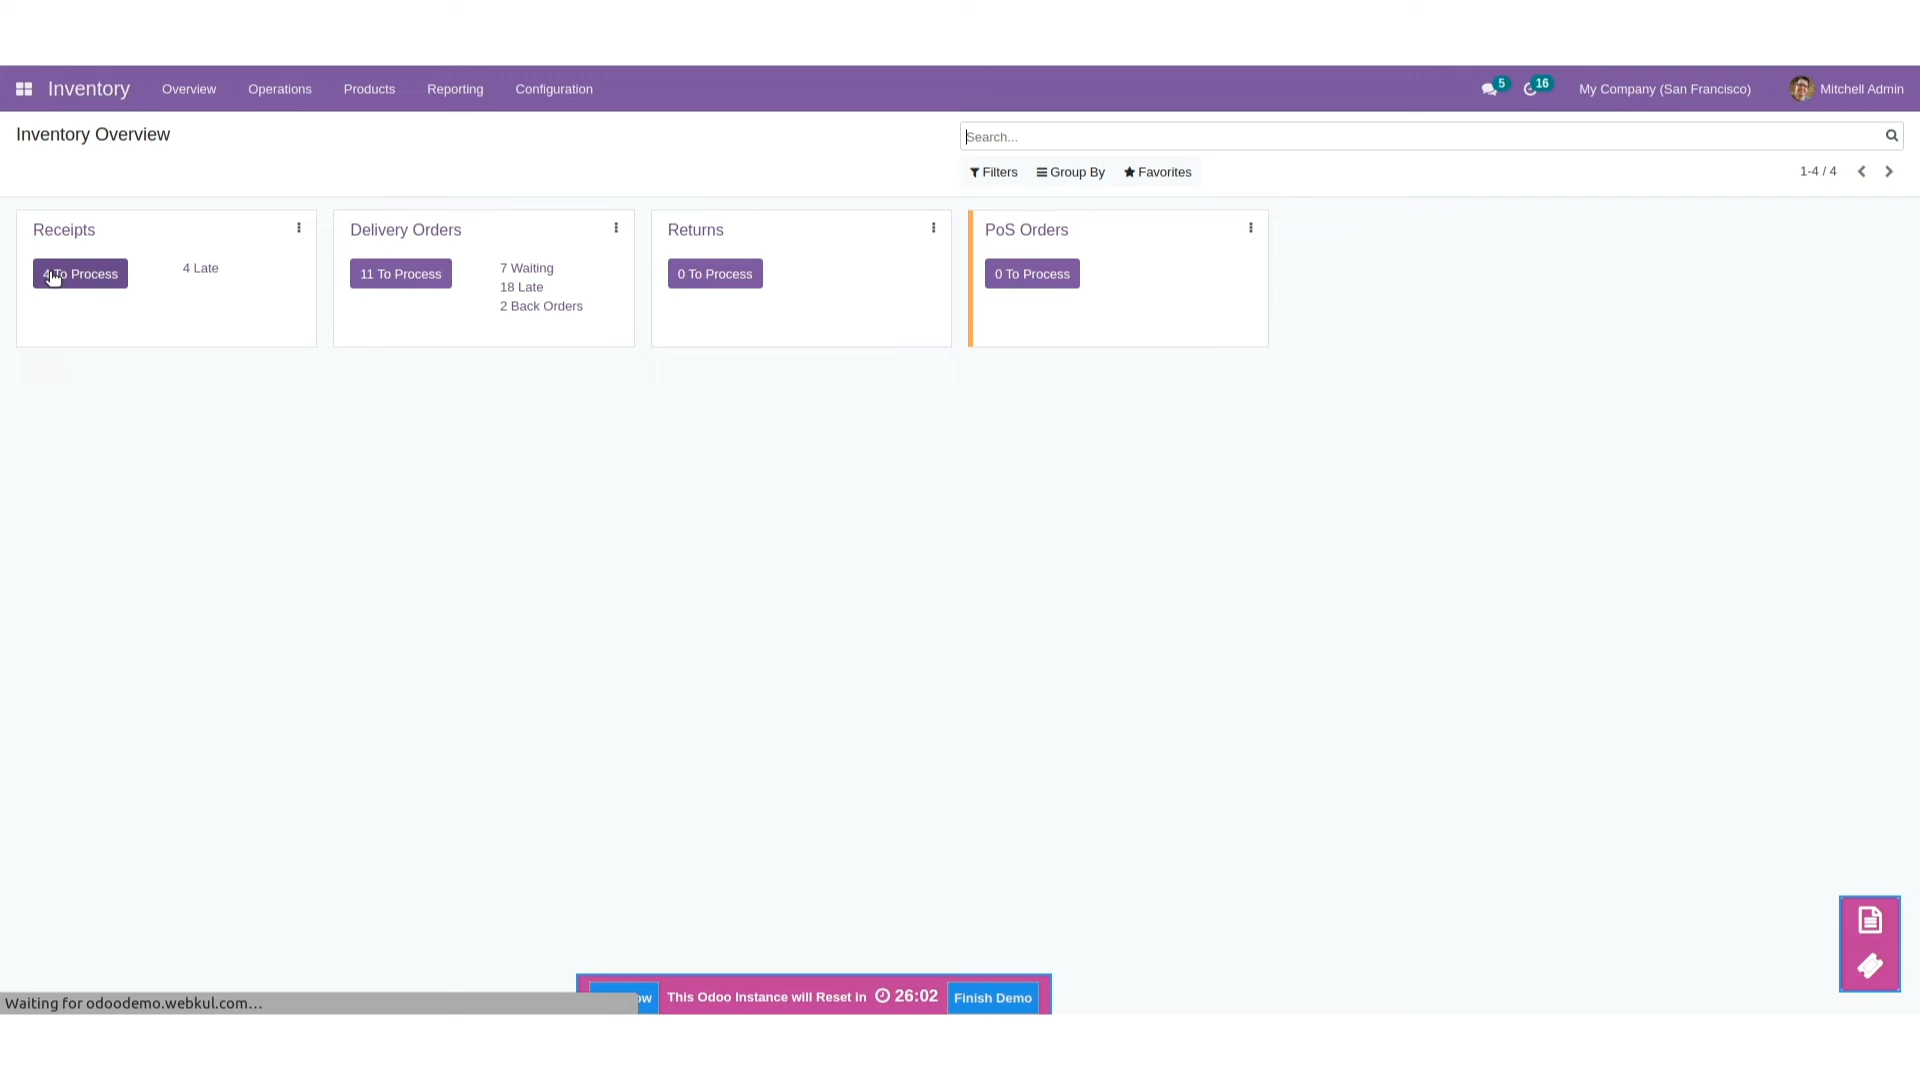 Inventory Overview Operations Products Reporting Configuration 5 16 My Company (San Francisco) Mitchell Admin
Inventory Overview
Search...
Filters Group By Favorites 1-4 / 4
Receipts
4 To Process 4 Late
Delivery Orders
11 To Process 7 Waiting
18 Late
2 Back Orders
Returns
0 To Process
PoS Orders
0 To Process
This Odoo Instance will Reset in 26:02 Finish Demo
Waiting for odoodemo.webkul.com...